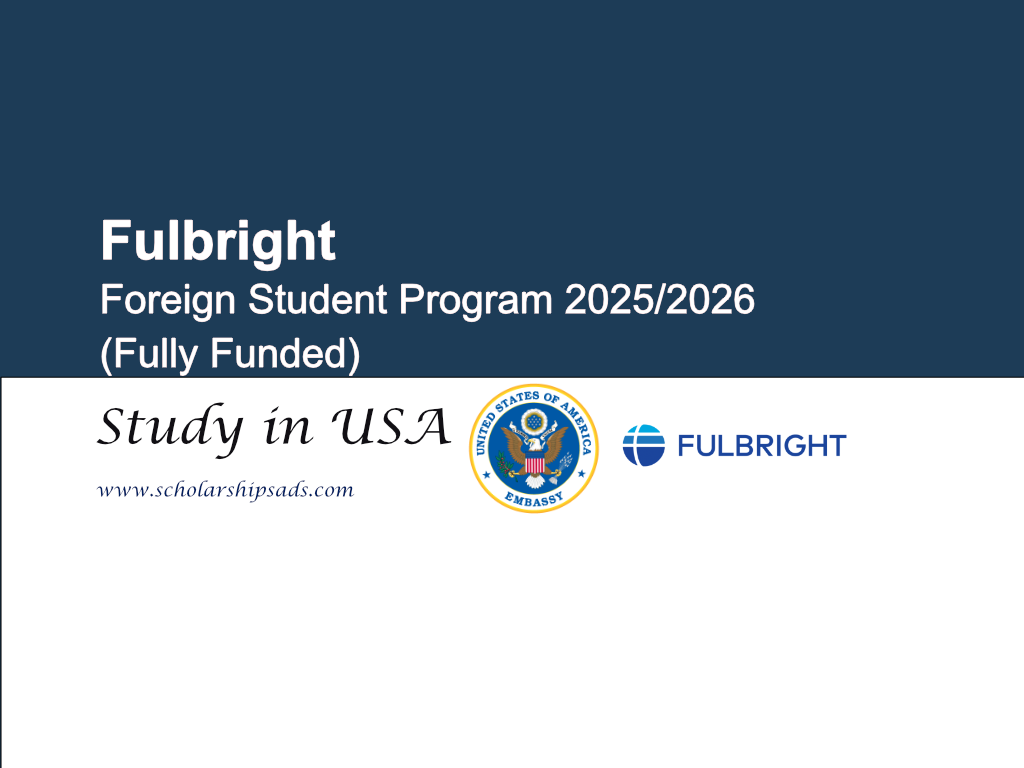 Fulbright
Foreign Student Program 2025/2026
(Fully Funded)
Study in USA
www.scholarshipsads.com
UNITED STATES OF AMERICA
EMBASSY
FULBRIGHT